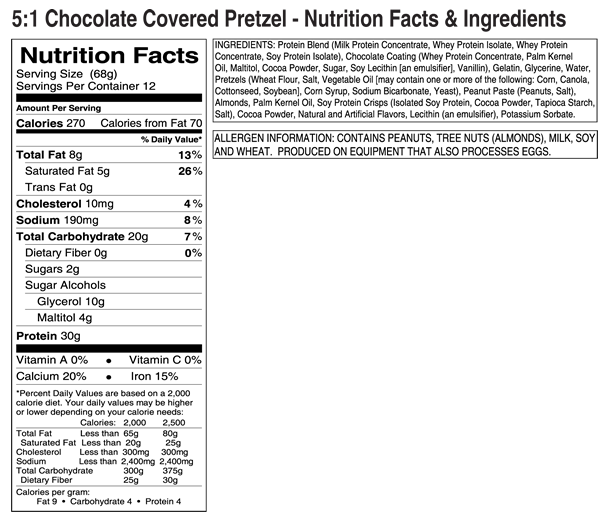 5:1 Chocolate Covered Pretzel - Nutrition Facts & Ingredients
Nutrition Facts
Serving Size (68g)
Servings Per Container 12
Amount Per Serving
Calories 270 Calories from Fat 70
% Daily Value*
Total Fat 8g 13%
Saturated Fat 5g 26%
Trans Fat 0g
Cholesterol 10mg 4%
Sodium 190mg 8%
Total Carbohydrate 20g 7%
Dietary Fiber 0g 0%
Sugars 2g
Sugar Alcohols
Glycerol 10g
Maltitol 4g
Protein 30g
Vitamin A 0% • Vitamin C 0%
Calcium 20% • Iron 15%
*Percent Daily Values are based on a 2,000
calorie diet. Your daily values may be higher
or lower depending on your calorie needs:
Calories: 2,000 2,500
Total Fat Less than 65g 80g
Saturated Fat Less than 20g 25g
Cholesterol Less than 300mg 300mg
Sodium Less than 2,400mg 2,400mg
Total Carbohydrate 300g 375g
Dietary Fiber 25g 30g
Calories per gram:
Fat 9 • Carbohydrate 4 • Protein 4
INGREDIENTS: Protein Blend (Milk Protein Concentrate, Whey Protein Isolate, Whey Protein
Concentrate, Soy Protein Isolate), Chocolate Coating (Whey Protein Concentrate, Palm Kernel
Oil, Maltitol, Cocoa Powder, Sugar, Soy Lecithin [an emulsifier], Vanillin), Gelatin, Glycerine, Water,
Pretzels (Wheat Flour, Salt, Vegetable Oil [may contain one or more of the following: Corn, Canola,
Cottonseed, Soybean], Corn Syrup, Sodium Bicarbonate, Yeast), Peanut Paste (Peanuts, Salt),
Almonds, Palm Kernel Oil, Soy Protein Crisps (Isolated Soy Protein, Cocoa Powder, Tapioca Starch,
Salt), Cocoa Powder, Natural and Artificial Flavors, Lecithin (an emulsifier), Potassium Sorbate.
ALLERGEN INFORMATION: CONTAINS PEANUTS, TREE NUTS (ALMONDS), MILK, SOY
AND WHEAT. PRODUCED ON EQUIPMENT THAT ALSO PROCESSES EGGS.